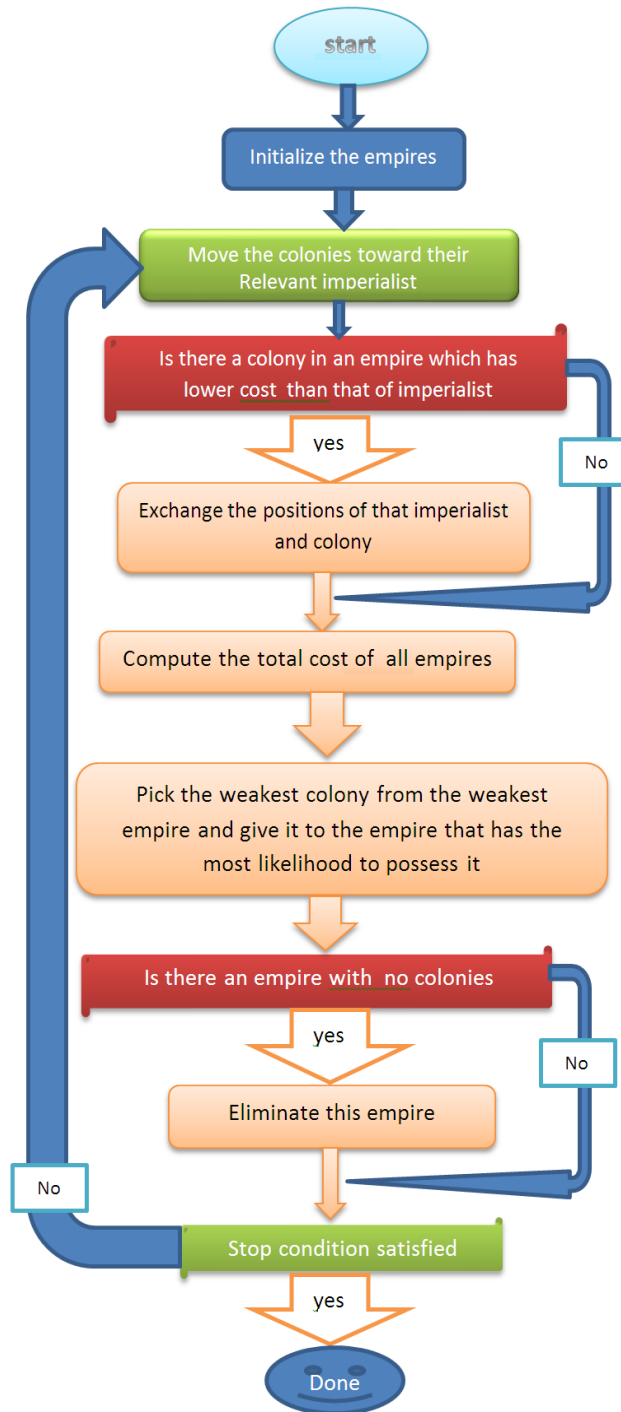 start
Initialize the empires
Move the colonies toward their
Relevant imperialist
Is there a colony in an empire which has
lower cost than that of imperialist
yes
No
Exchange the positions of that imperialist
and colony
Compute the total cost of all empires
Pick the weakest colony from the weakest
empire and give it to the empire that has the
most likelihood to possess it
Is there an empire with no colonies
yes
No
Eliminate this empire
No
Stop condition satisfied
yes
Done